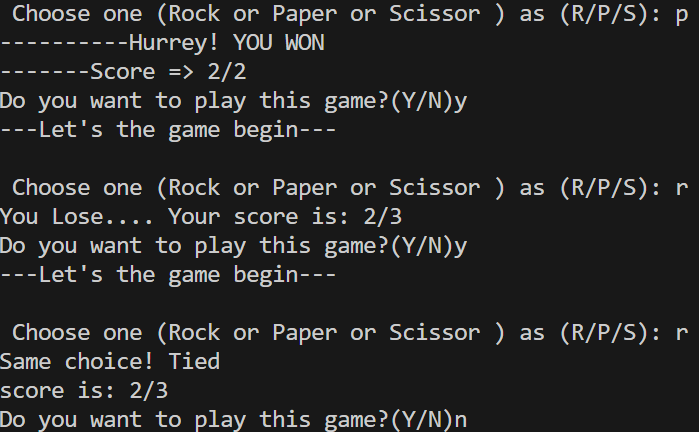 Choose one (Rock or Paper or Scissor ) as (R/P/S): p
----------Hurrey! YOU WON
-------Score => 2/2
Do you want to play this game?(Y/N)y
---Let's the game begin---
Choose one (Rock or Paper or Scissor ) as (R/P/S): r
You Lose.... Your score is: 2/3
Do you want to play this game?(Y/N)y
---Let's the game begin---
Choose one (Rock or Paper or Scissor ) as (R/P/S): r
Same choice! Tied
score is: 2/3
Do you want to play this game?(Y/N)n